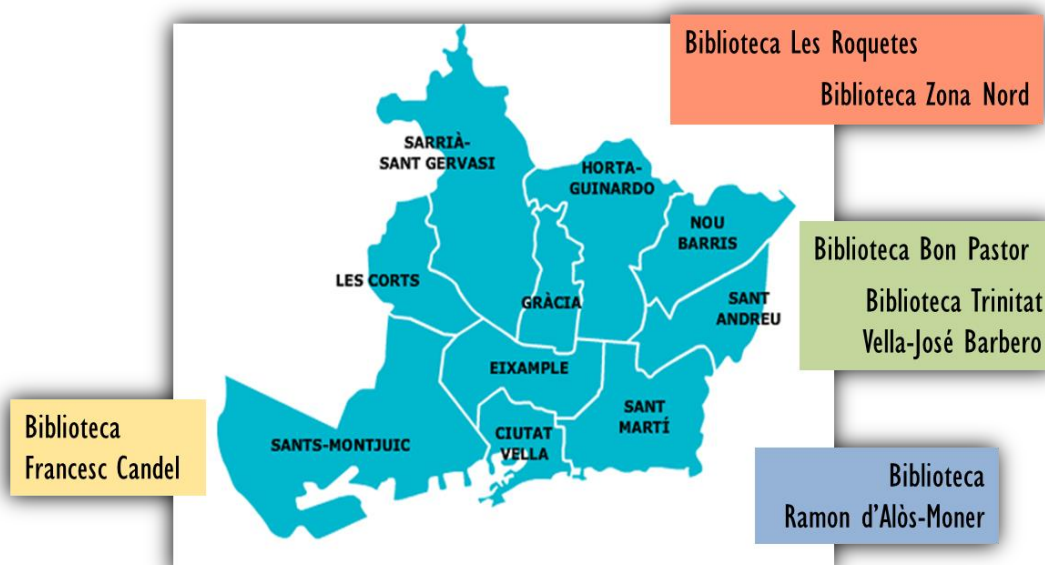 Biblioteca Les Roquetes
Biblioteca Zona Nord
SARRIÀ-
SANT GERVASI
HORTA-
GUINARDO
NOU
BARRIS
Biblioteca Bon Pastor
Biblioteca Trinitat
Vella-José Barbero
LES CORTS
GRÀCIA
SANT
ANDREU
EIXAMPLE
Biblioteca
Francesc Candel
SANTS-MONTJUIC
CIUTAT
VELLA
SANT
MARTÍ
Biblioteca
Ramon d'Alòs-Moner